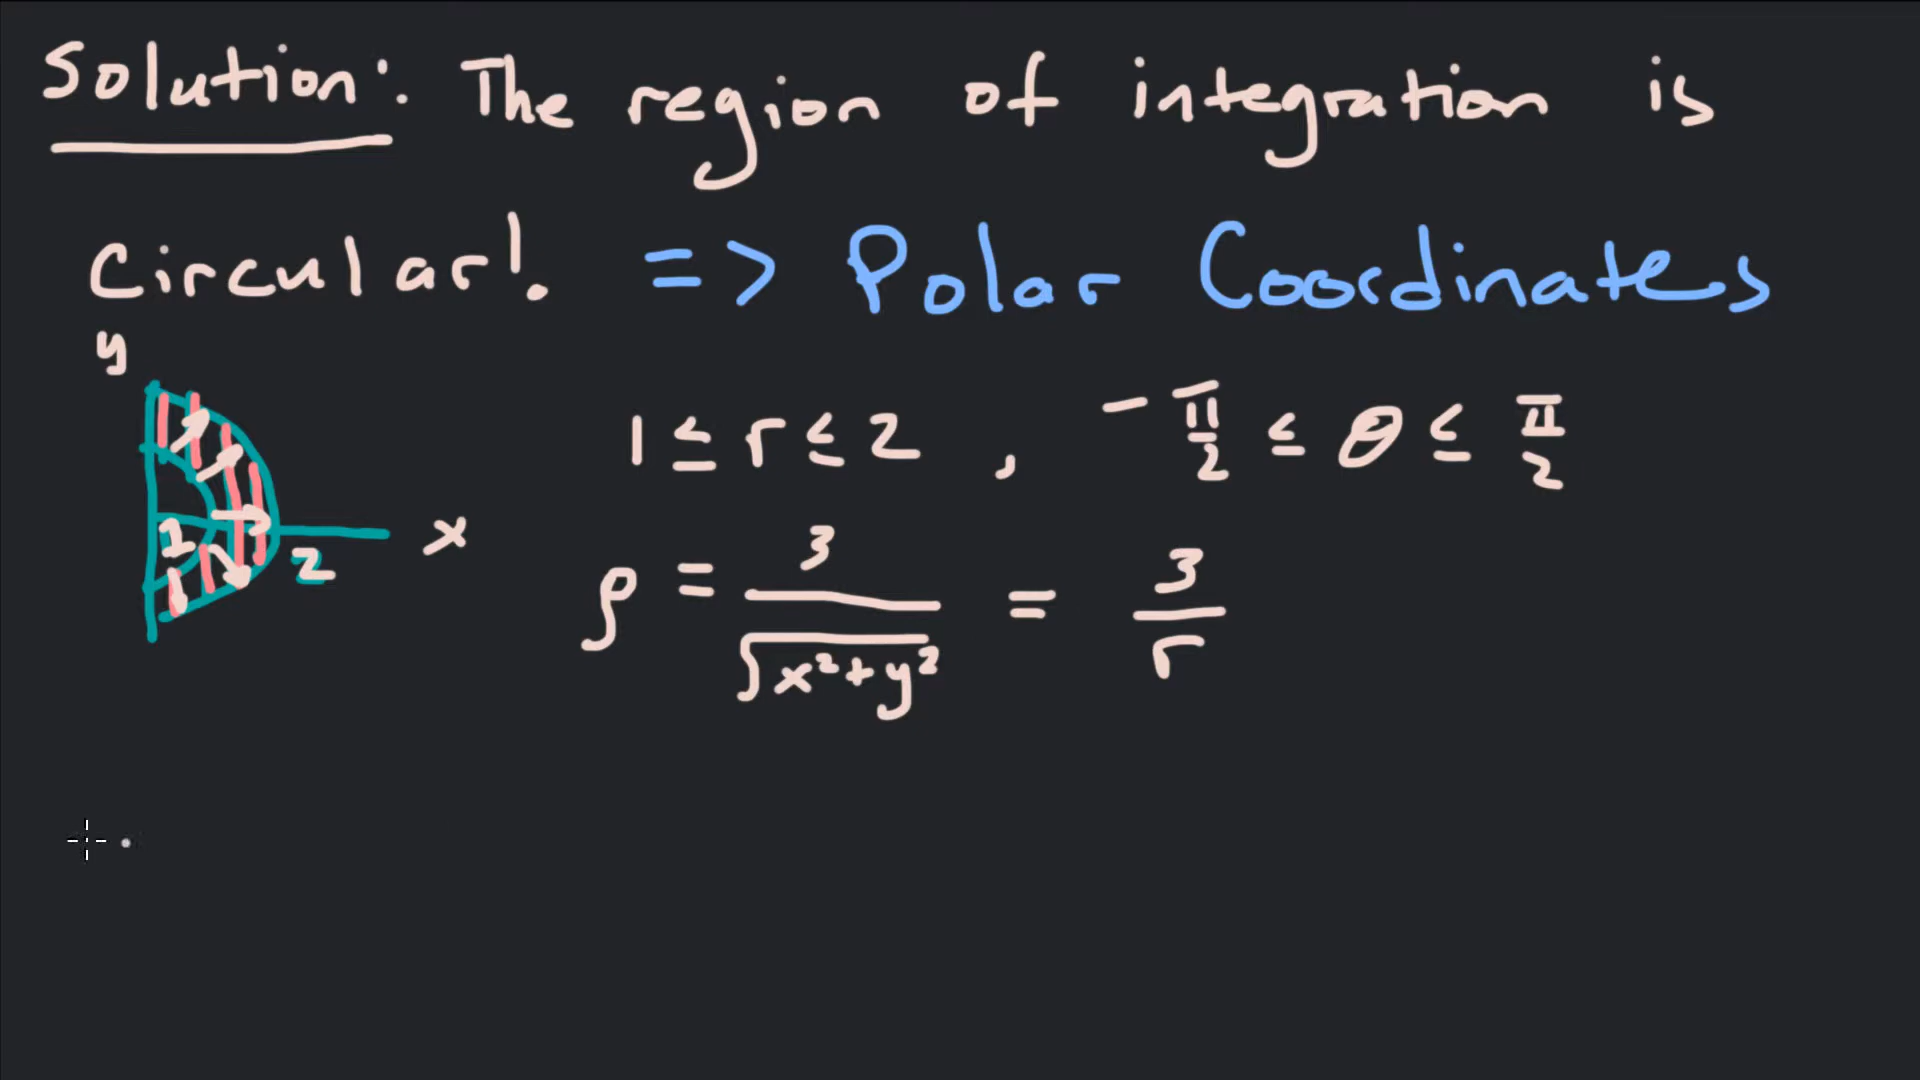 Solution: The region of integration is
Circular! => Polar Coordinates
y
1 ≤ r ≤ 2 , -π/2 ≤ θ ≤ π/2
1 2 x
ρ = 3/√x²+y² = 3/r